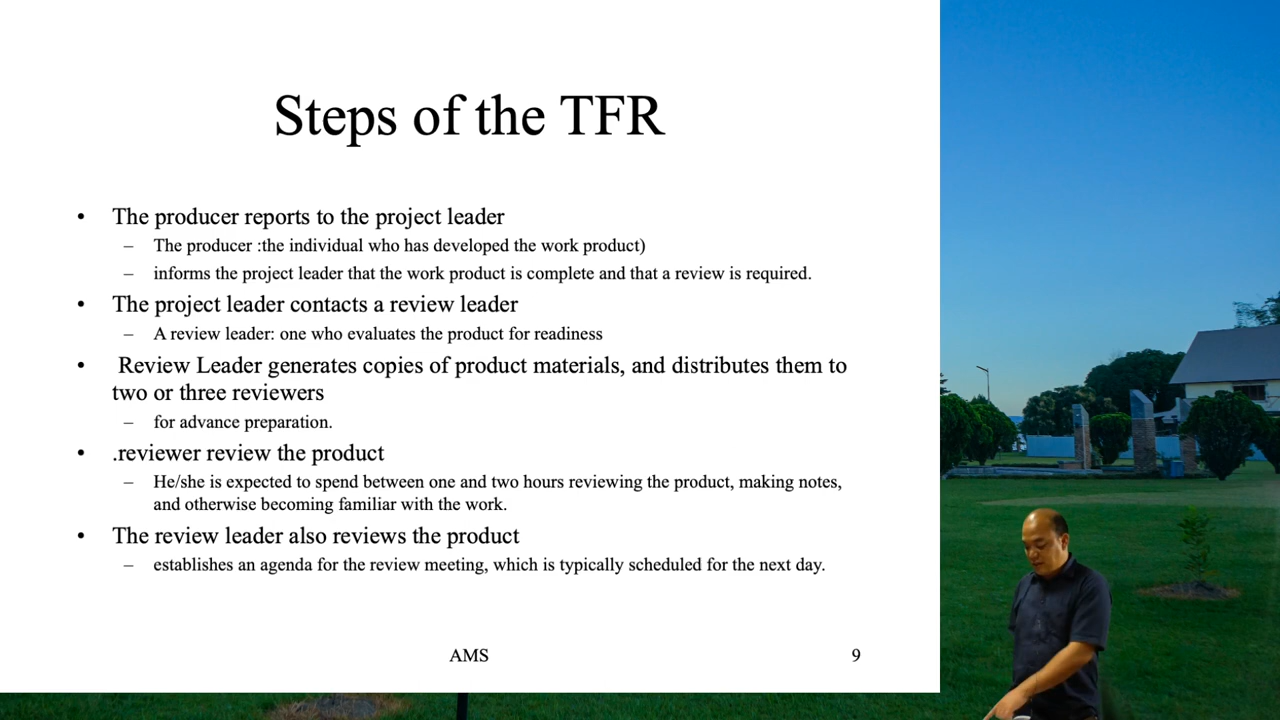 Steps of the TFR
• The producer reports to the project leader
– The producer :the individual who has developed the work product)
– informs the project leader that the work product is complete and that a review is required.
• The project leader contacts a review leader
– A review leader: one who evaluates the product for readiness
• Review Leader generates copies of product materials, and distributes them to
two or three reviewers
– for advance preparation.
• .reviewer review the product
– He/she is expected to spend between one and two hours reviewing the product, making notes,
and otherwise becoming familiar with the work.
• The review leader also reviews the product
– establishes an agenda for the review meeting, which is typically scheduled for the next day.
AMS
9